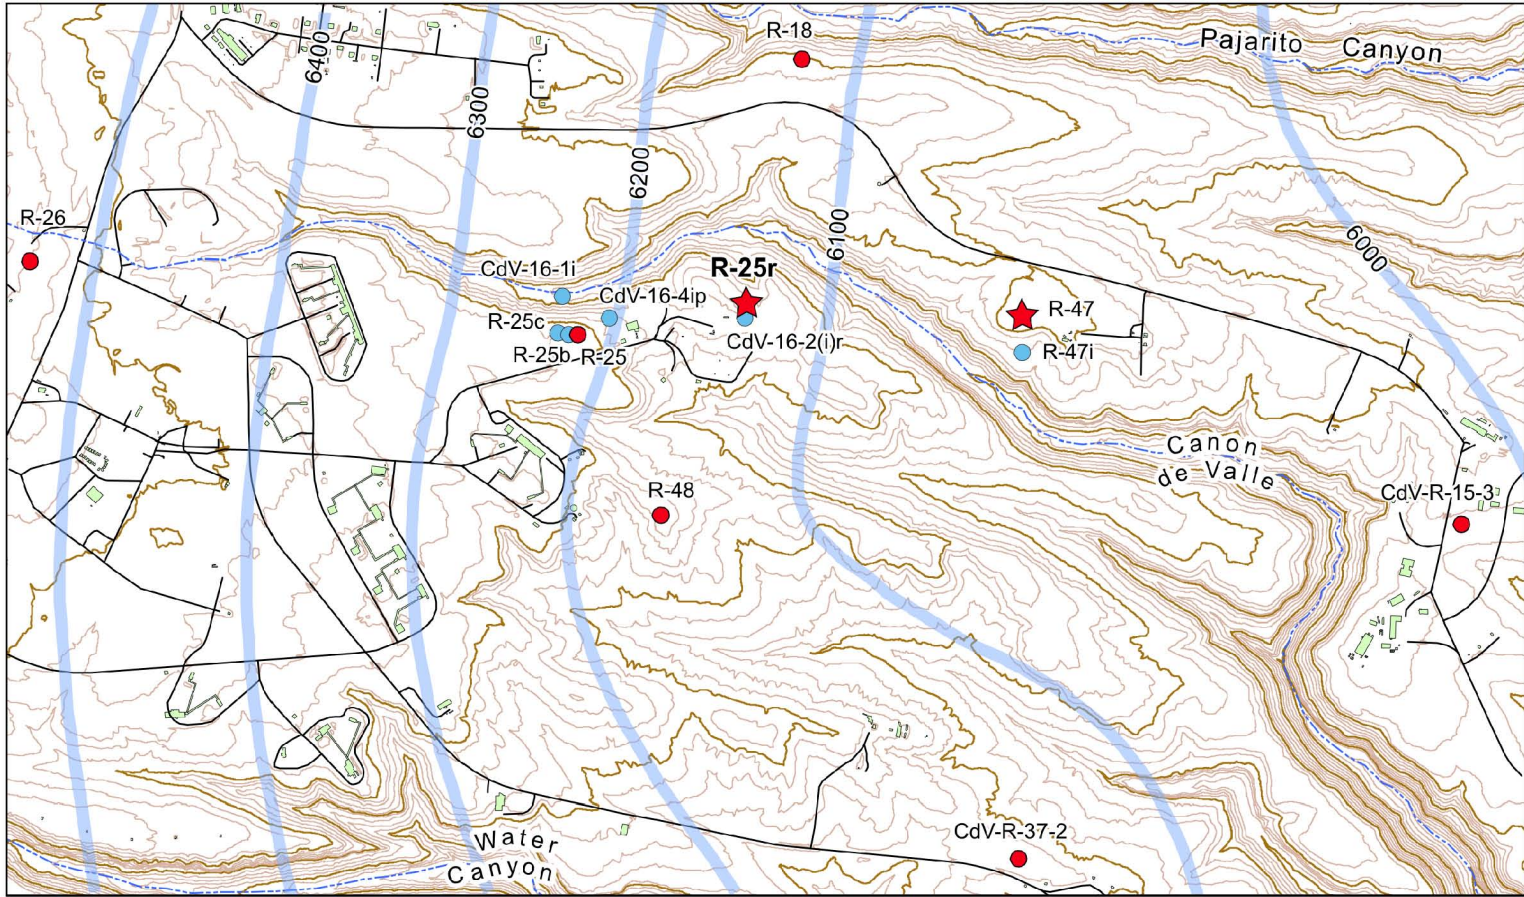 R-18
Pajarito Canyon
6400
6300
6200
6100
6000
R-26
CdV-16-1i
R-25r
CdV-16-4ip
R-25c
R-25b
R-25
CdV-16-2(i)r
R-47
R-47i
Canon
de Valle
R-48
CdV-R-15-3
CdV-R-37-2
Water
Canyon